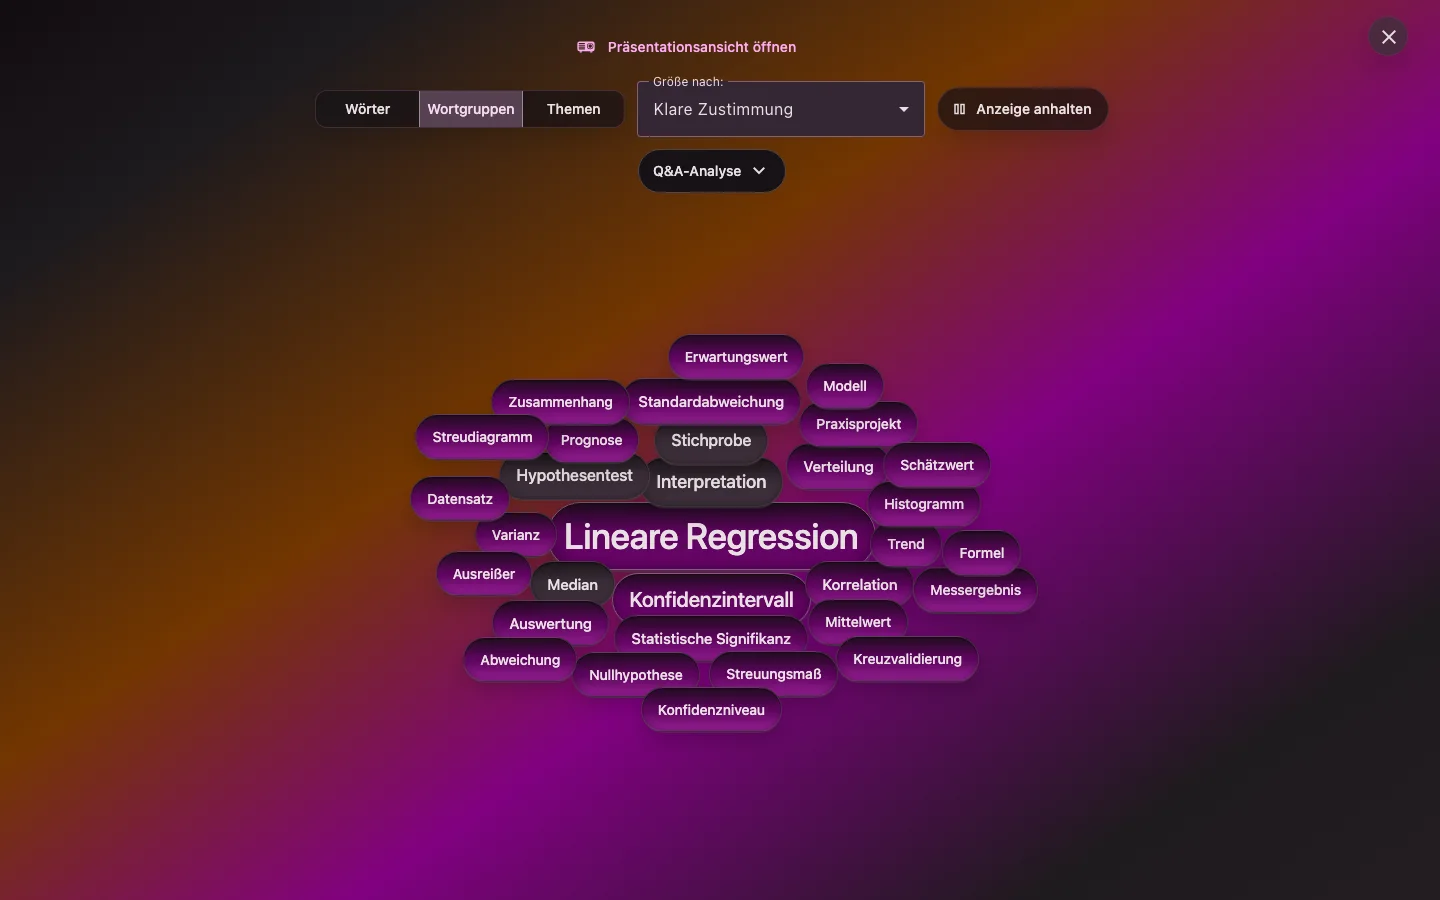 Präsentationsansicht öffnen
Wörter Wortgruppen Themen
Größe nach:
Klare Zustimmung
Anzeige anhalten
Q&A-Analyse
Erwartungswert
Modell
Zusammenhang Standardabweichung
Praxisprojekt
Streudiagramm Prognose Stichprobe
Verteilung Schätzwert
Hypothesentest Interpretation
Datensatz Histogramm
Varianz Lineare Regression Trend Formel
Ausreißer Median Korrelation Messergebnis
Konfidenzintervall
Auswertung Mittelwert
Statistische Signifikanz
Abweichung Kreuzvalidierung
Nullhypothese Streuungsmaß
Konfidenzniveau